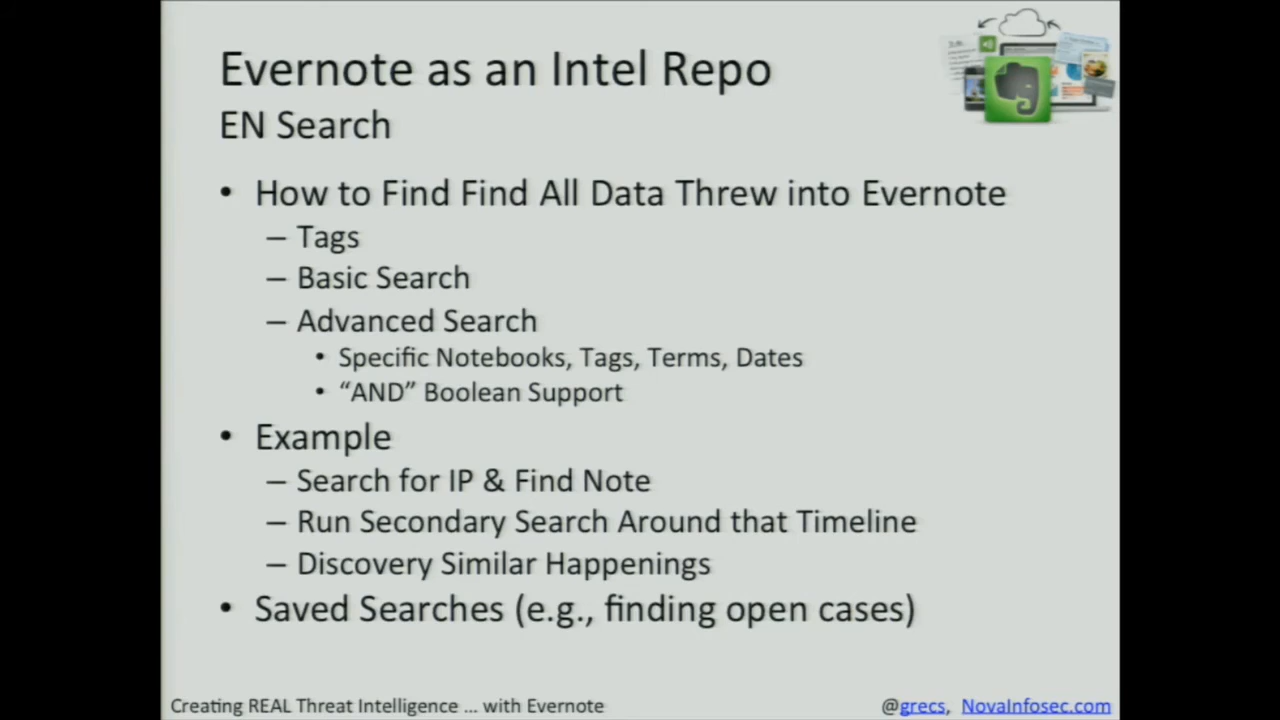 Evernote as an Intel Repo
EN Search
• How to Find Find All Data Threw into Evernote
– Tags
– Basic Search
– Advanced Search
• Specific Notebooks, Tags, Terms, Dates
• “AND” Boolean Support
• Example
– Search for IP & Find Note
– Run Secondary Search Around that Timeline
– Discovery Similar Happenings
• Saved Searches (e.g., finding open cases)
Creating REAL Threat Intelligence ... with Evernote
@grecs, NovaInfosec.com